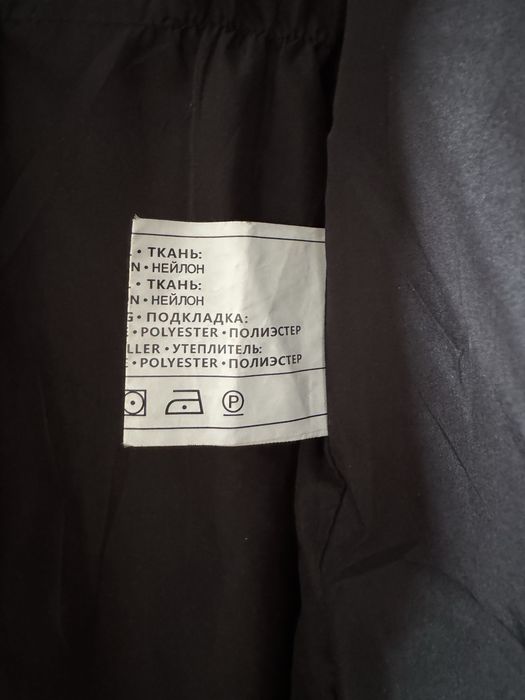 • ТКАНЬ:
N • НЕЙЛОН
• ТКАНЬ:
N • НЕЙЛОН
G • ПОДКЛАДКА:
• POLYESTER • ПОЛИЭСТЕР
LLER • УТЕПЛИТЕЛЬ:
• POLYESTER • ПОЛИЭСТЕР
P